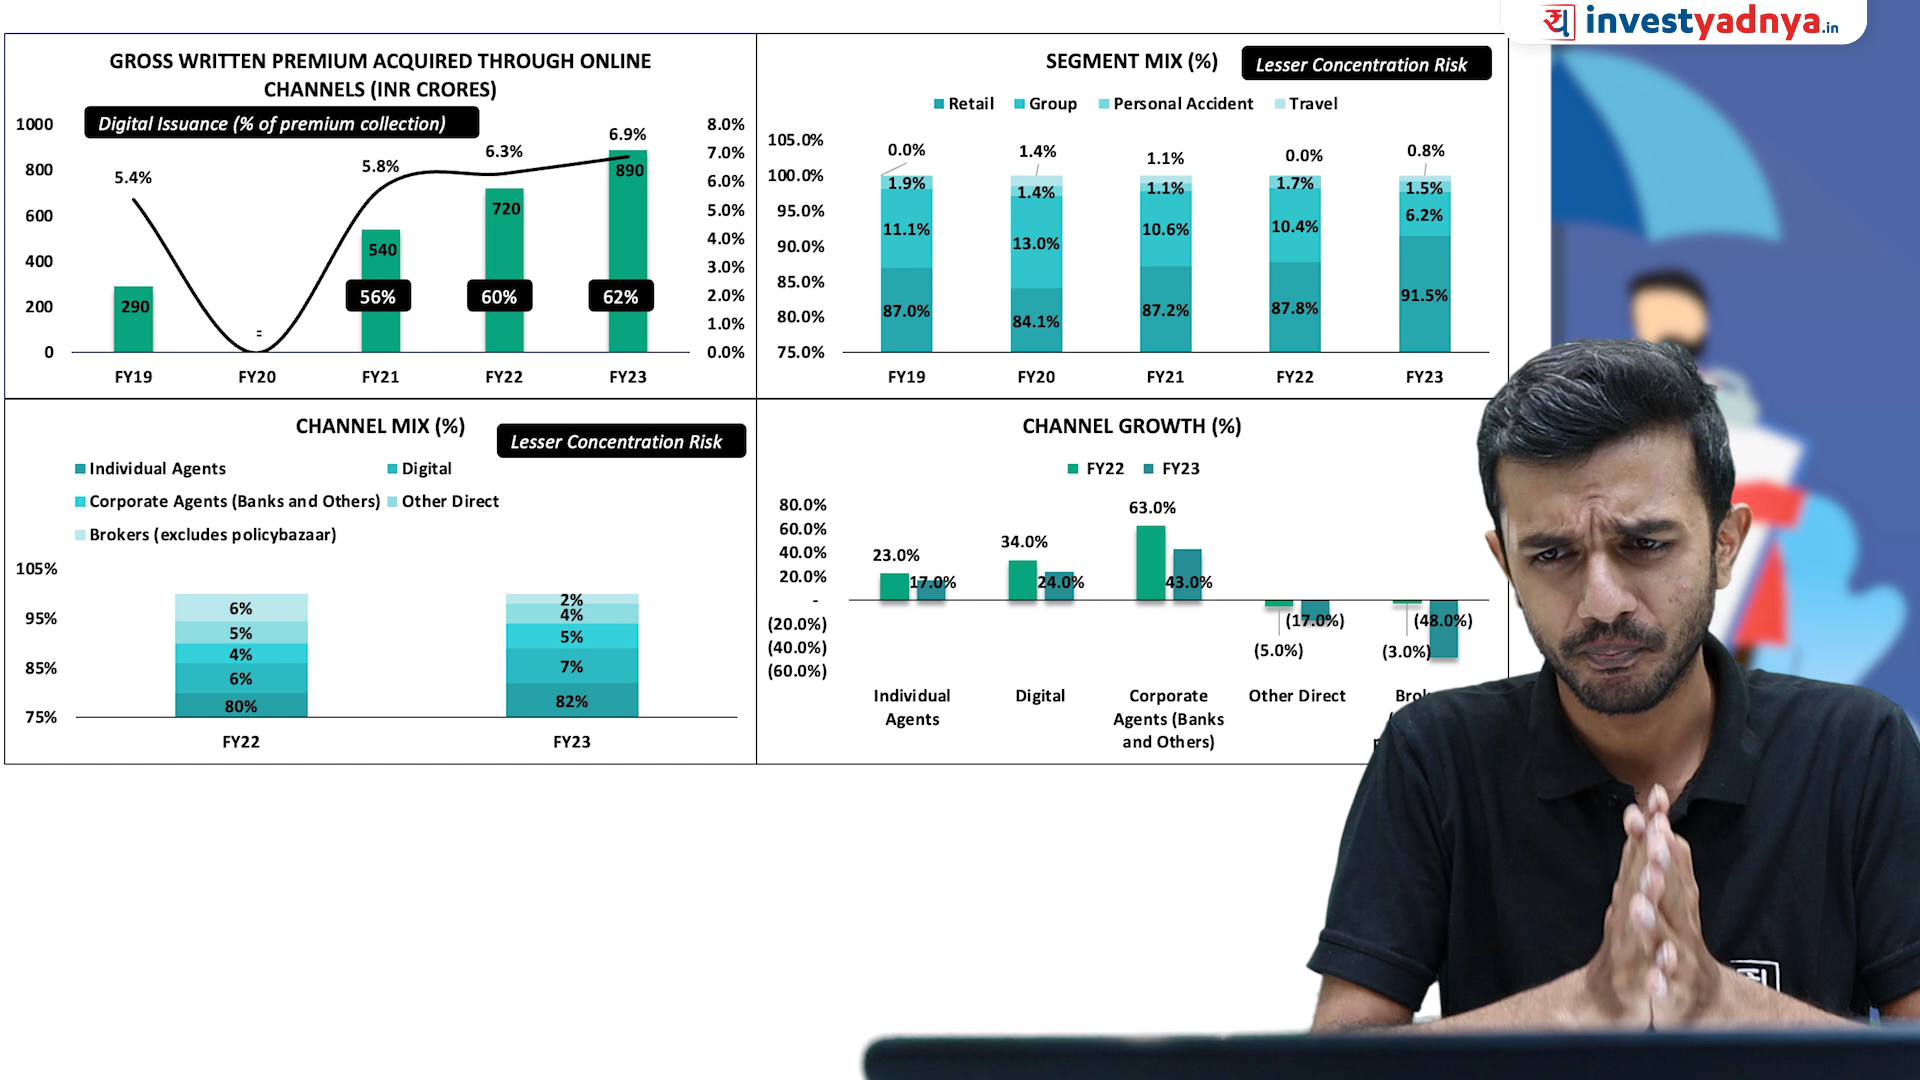 investyadnya.in
GROSS WRITTEN PREMIUM ACQUIRED THROUGH ONLINE
CHANNELS (INR CRORES)
Digital Issuance (% of premium collection)
1000
800
600
400
200
0
8.0%
7.0%
6.0%
5.0%
4.0%
3.0%
2.0%
1.0%
0.0%
5.4%
5.8%
6.3%
6.9%
290
540
720
890
56%
60%
62%
FY19 FY20 FY21 FY22 FY23
SEGMENT MIX (%)
Lesser Concentration Risk
Retail Group Personal Accident Travel
105.0%
100.0%
95.0%
90.0%
85.0%
80.0%
75.0%
0.0% 1.4% 1.1% 0.0% 0.8%
1.9% 1.4% 1.1% 1.7% 1.5%
11.1% 13.0% 10.6% 10.4% 6.2%
87.0% 84.1% 87.2% 87.8% 91.5%
FY19 FY20 FY21 FY22 FY23
CHANNEL MIX (%)
Lesser Concentration Risk
Individual Agents Digital
Corporate Agents (Banks and Others) Other Direct
Brokers (excludes policybazaar)
105%
95%
85%
75%
6% 2%
5% 4%
4% 5%
6% 7%
80% 82%
FY22 FY23
CHANNEL GROWTH (%)
FY22 FY23
80.0%
60.0%
40.0%
20.0%
-
(20.0%)
(40.0%)
(60.0%)
23.0% 17.0%
34.0% 24.0%
63.0% 43.0%
(5.0%) (17.0%)
(3.0%) (48.0%)
Individual
Agents
Digital
Corporate
Agents (Banks
and Others)
Other Direct